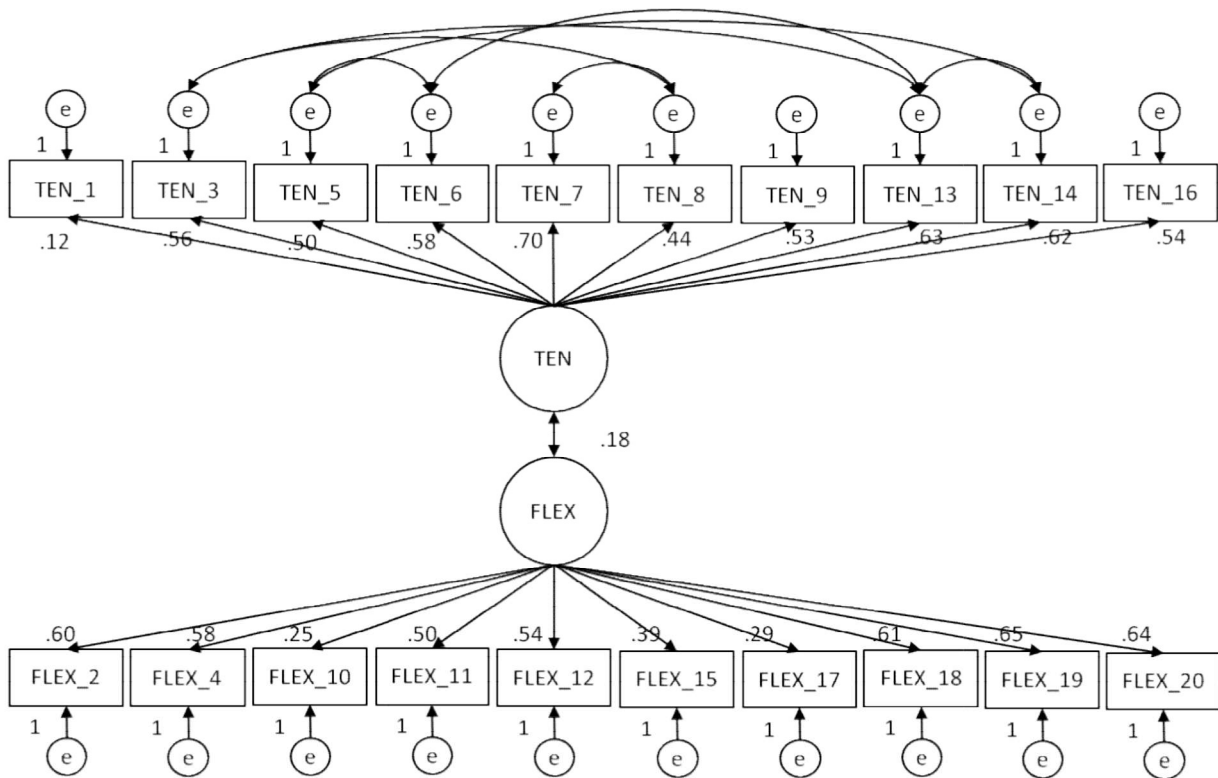 e e e e e e e e e e
1 1 1 1 1 1 1 1 1 1
TEN_1 TEN_3 TEN_5 TEN_6 TEN_7 TEN_8 TEN_9 TEN_13 TEN_14 TEN_16
.12 .56 .50 .58 .70 .44 .53 .63 .62 .54
TEN
.18
FLEX
.60 .58 .25 .50 .54 .39 .29 .61 .65 .64
FLEX_2 FLEX_4 FLEX_10 FLEX_11 FLEX_12 FLEX_15 FLEX_17 FLEX_18 FLEX_19 FLEX_20
1 1 1 1 1 1 1 1 1 1
e e e e e e e e e e